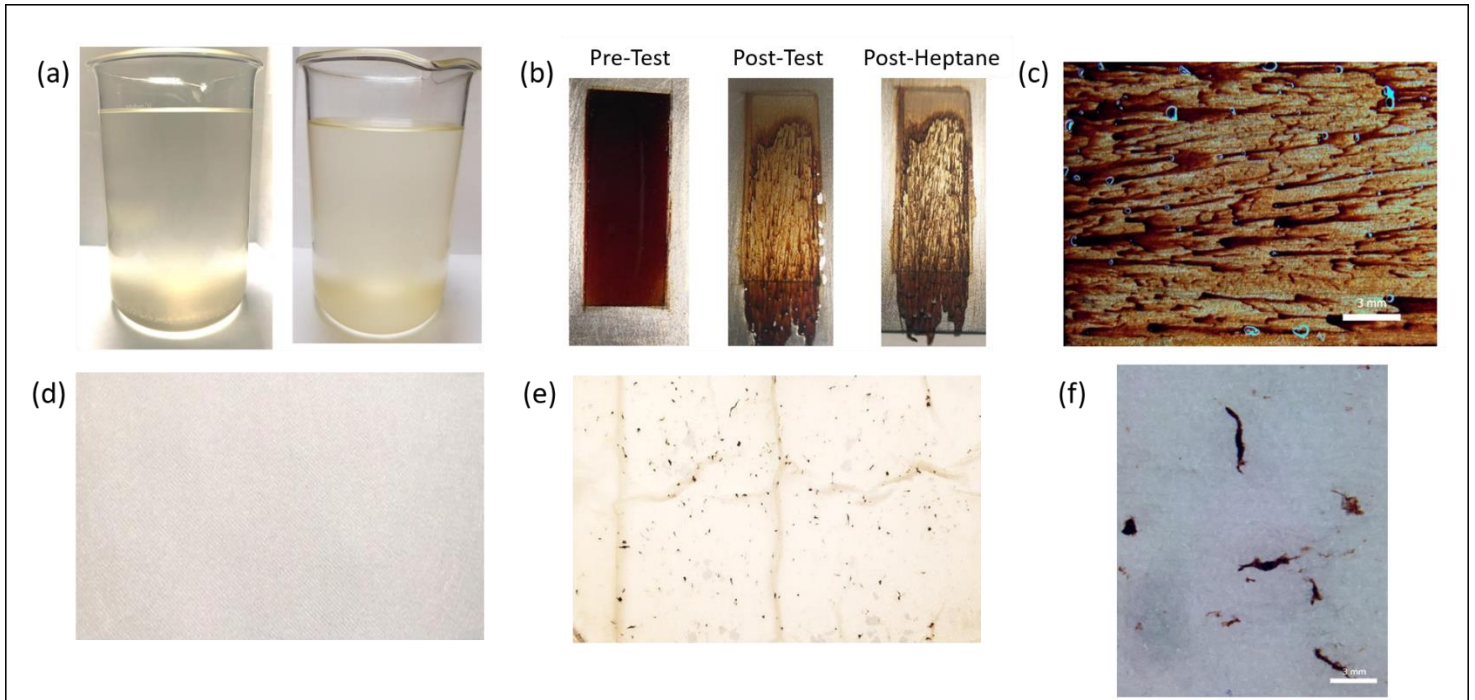 (a)
(b)
Pre-Test
Post-Test
Post-Heptane
(c)
3 mm
(d)
(e)
(f)
3 mm